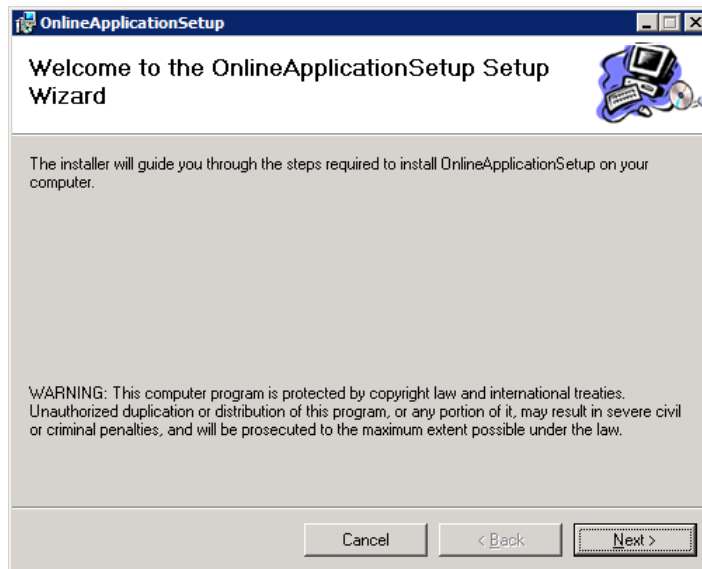 OnlineApplicationSetup
Welcome to the OnlineApplicationSetup Setup
Wizard
The installer will guide you through the steps required to install OnlineApplicationSetup on your
computer.
WARNING: This computer program is protected by copyright law and international treaties.
Unauthorized duplication or distribution of this program, or any portion of it, may result in severe civil
or criminal penalties, and will be prosecuted to the maximum extent possible under the law.
Cancel < Back Next >